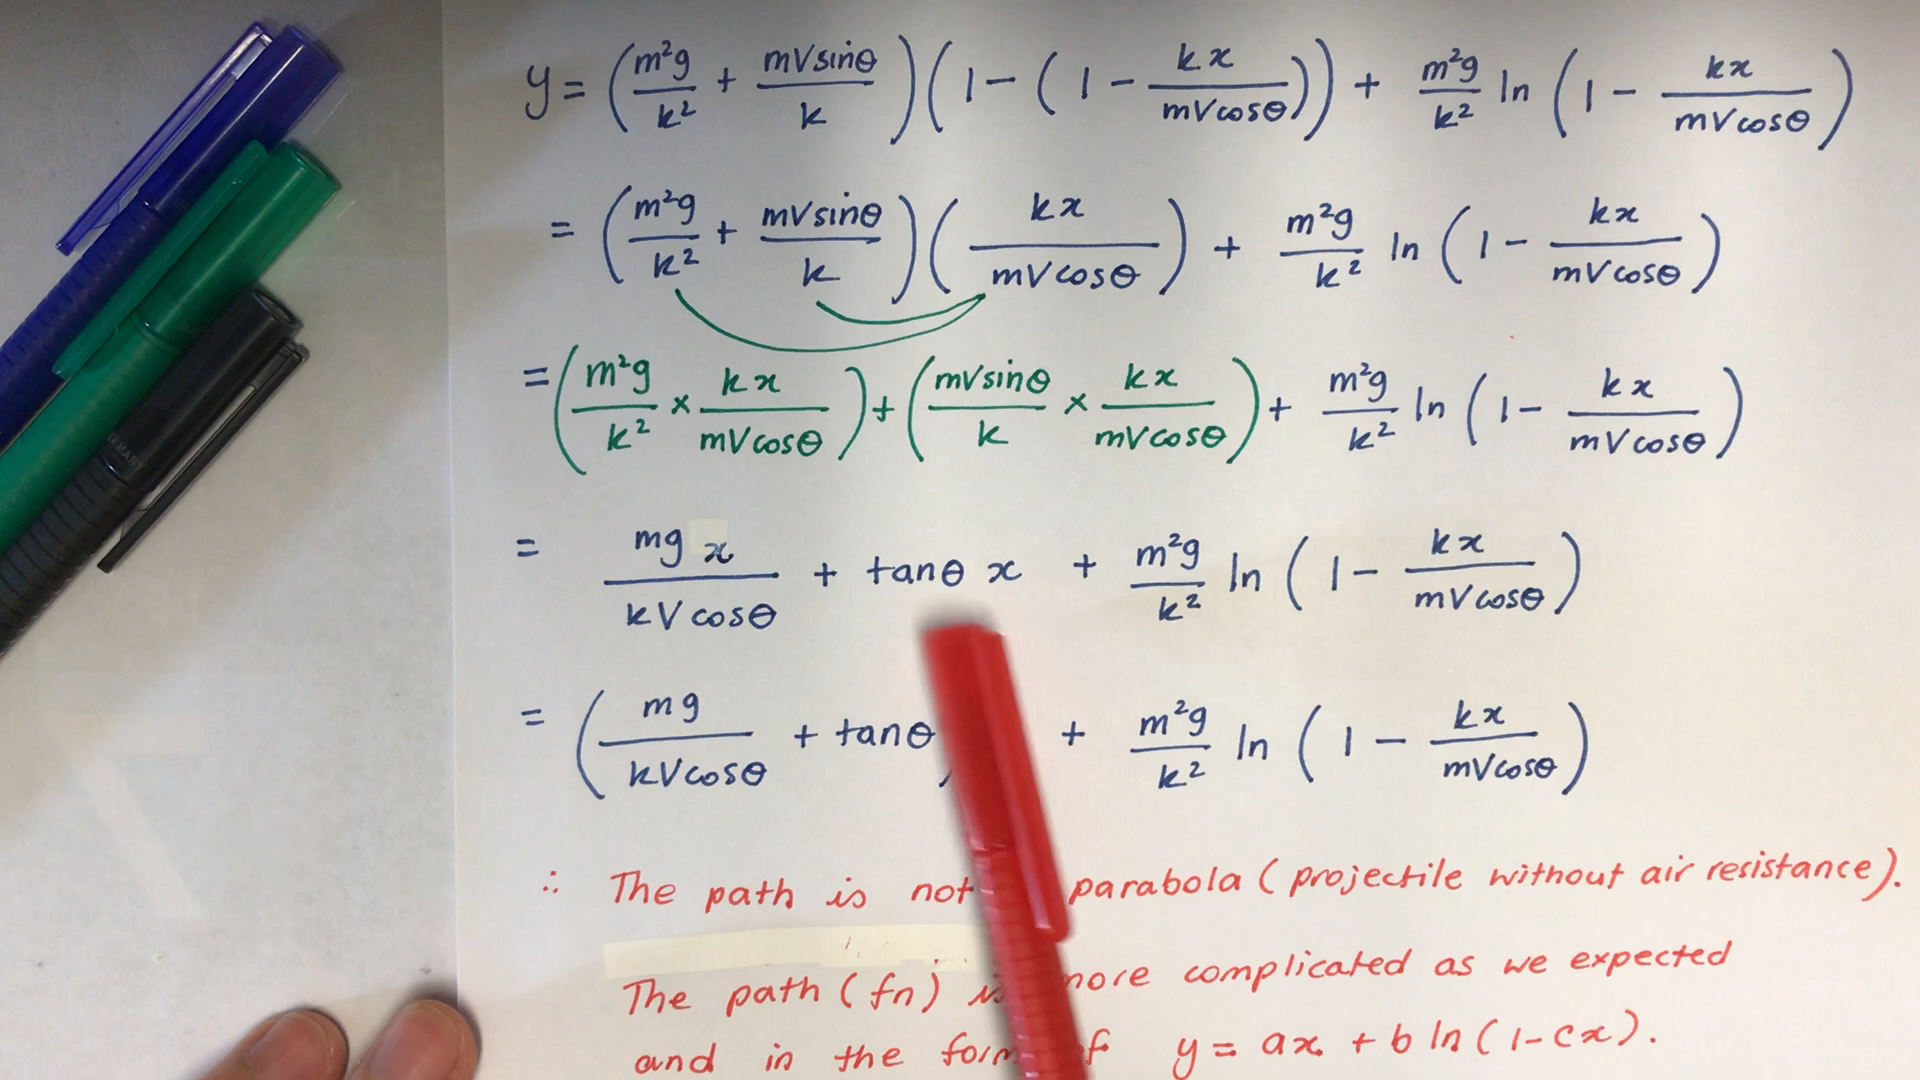 y = (m²g/k² + mVsinθ/k)(1 - (1 - kx/mVcosθ)) + m²g/k² ln(1 - kx/mVcosθ)
= (m²g/k² + mVsinθ/k)(kx/mVcosθ) + m²g/k² ln(1 - kx/mVcosθ)
= (m²g/k² × kx/mVcosθ) + (mVsinθ/k × kx/mVcosθ) + m²g/k² ln(1 - kx/mVcosθ)
= mgx/kVcosθ + tanθ x + m²g/k² ln(1 - kx/mVcosθ)
= (mg/kVcosθ + tanθ) + m²g/k² ln(1 - kx/mVcosθ)
∴ The path is not parabola (projectile without air resistance).
The path (fn) is more complicated as we expected
and in the form of y = ax + b ln(1-cx).
GERMANY